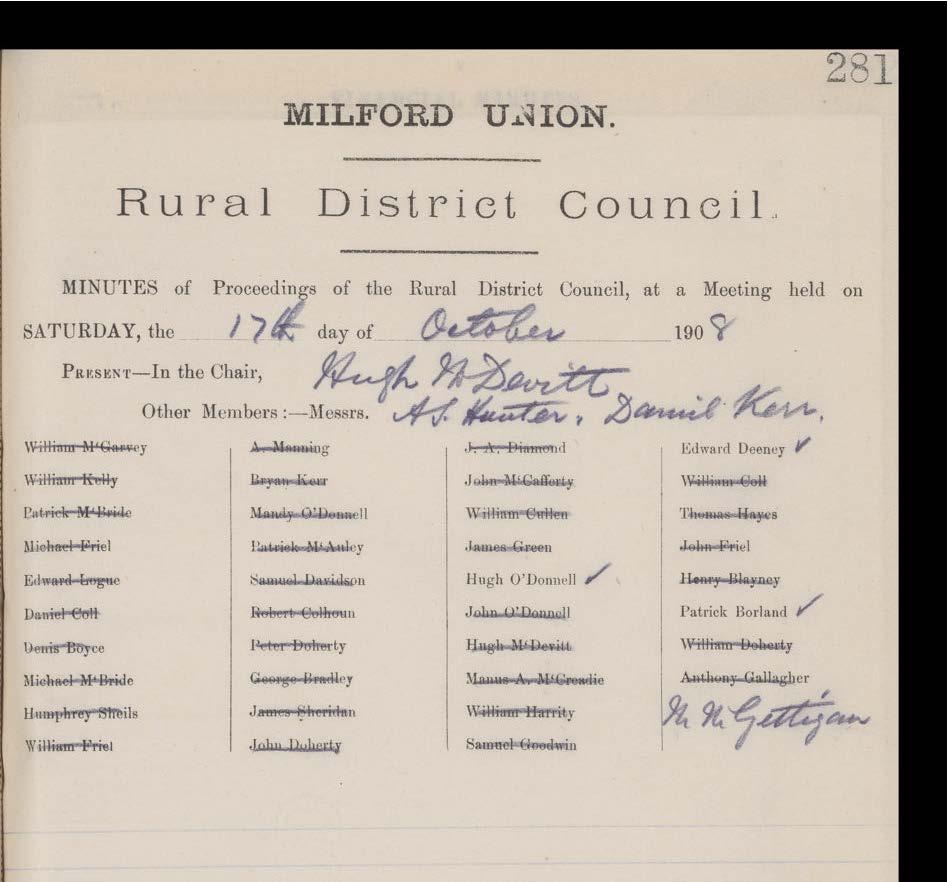 281
MILFORD UNION.
Rural District Council.
MINUTES of Proceedings of the Rural District Council, at a Meeting held on
SATURDAY, the 17th day of October 1908
PRESENT—In the Chair, Hugh McDevitt
Other Members :—Messrs. A.S. Hunter, Daniel Kerr.
William McGarvey A. Manning J. A. Diamond Edward Deeney ✓
William Kelly Bryan Kerr John McCafferty William Coll
Patrick McBride Mandy O'Donnell William Cullen Thomas Hayes
Michael Friel Patrick McAuley James Green John Friel
Edward Logue Samuel Davidson Hugh O'Donnell ✓ Henry Blayney
Daniel Coll Robert Colhoun John O'Donnell Patrick Borland ✓
Denis Boyce Peter Doherty Hugh McDevitt William Doherty
Michael McBride George Bradley Manus A. McCreadie Anthony Gallagher
Humphrey Sheils James Sheridan William Harrity M McGettigan
William Friel John Doherty Samuel Goodwin